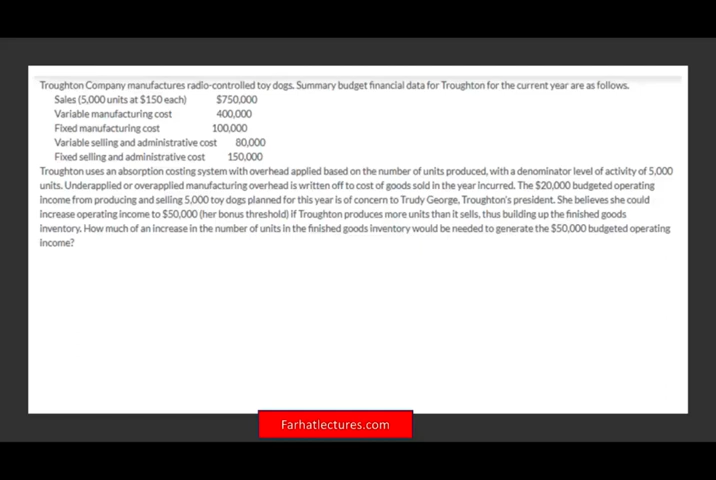 Troughton Company manufactures radio-controlled toy dogs. Summary budget financial data for Troughton for the current year are as follows.
Sales (5,000 units at $150 each) $750,000
Variable manufacturing cost 400,000
Fixed manufacturing cost 100,000
Variable selling and administrative cost 80,000
Fixed selling and administrative cost 150,000
Troughton uses an absorption costing system with overhead applied based on the number of units produced, with a denominator level of activity of 5,000
units. Underapplied or overapplied manufacturing overhead is written off to cost of goods sold in the year incurred. The $20,000 budgeted operating
income from producing and selling 5,000 toy dogs planned for this year is of concern to Trudy George, Troughton's president. She believes she could
increase operating income to $50,000 (her bonus threshold) if Troughton produces more units than it sells, thus building up the finished goods
inventory. How much of an increase in the number of units in the finished goods inventory would be needed to generate the $50,000 budgeted operating
income?
Farhatlectures.com